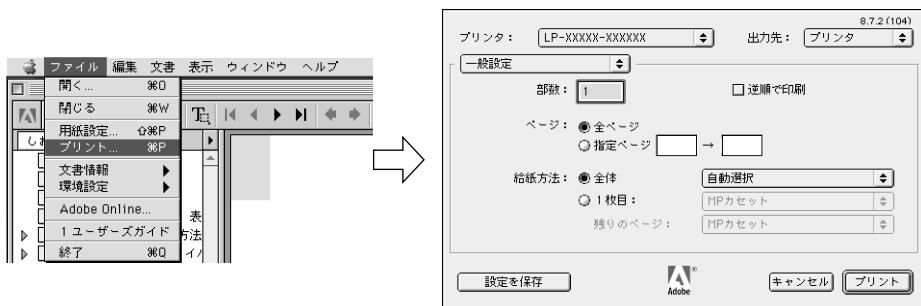 ファイル 編集 文書 表示 ウィンドウ ヘルプ
開く... ⌘O
閉じる ⌘W
用紙設定... ⇧⌘P
プリント... ⌘P
文書情報
環境設定
Adobe Online...
1 ユーザーズガイド
終了 ⌘Q
しお
表
方法
イバ
8.7.2 (104)
プリンタ： LP-XXXXX-XXXXXX 出力先： プリンタ
一般設定
部数： 1 逆順で印刷
ページ： 全ページ
指定ページ →
給紙方法： 全体 自動選択
1 枚目： MPカセット
残りのページ： MPカセット
設定を保存 Adobe キャンセル プリント